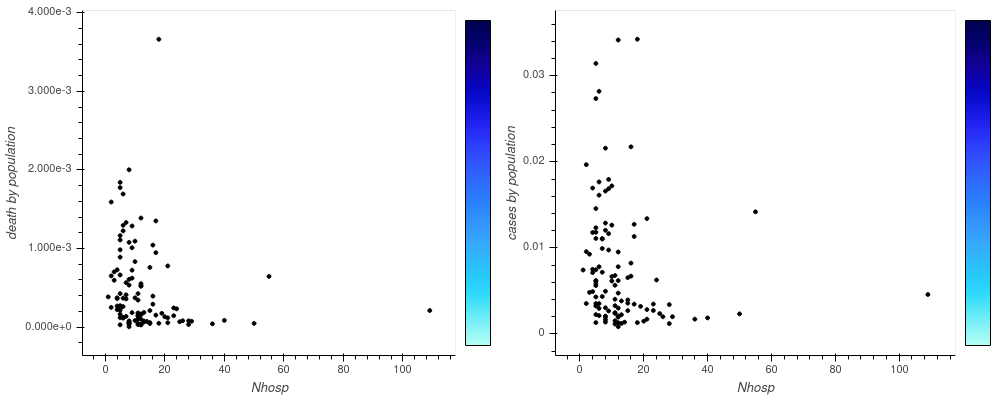 4.000e-3
3.000e-3
2.000e-3
1.000e-3
0.000e+0
death by population
0 20 40 60 80 100
Nhosp
0.03
0.02
0.01
0
cases by population
0 20 40 60 80 100
Nhosp